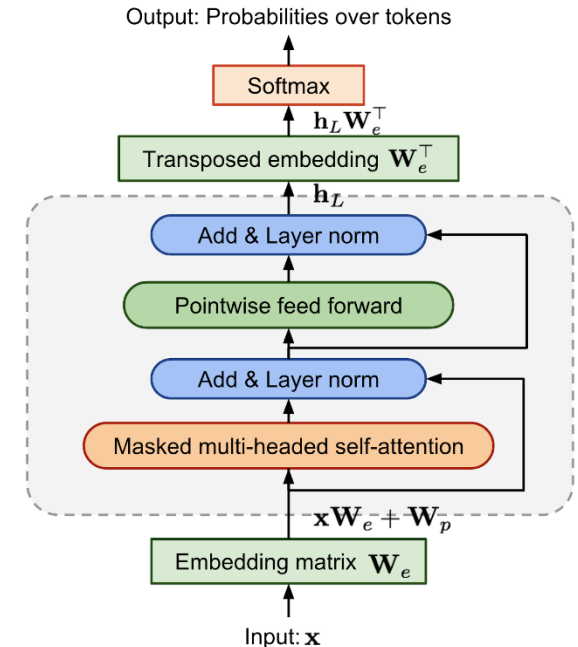 Output: Probabilities over tokens
Softmax
h_L W_e^⊤
Transposed embedding W_e^⊤
h_L
Add & Layer norm
Pointwise feed forward
Add & Layer norm
Masked multi-headed self-attention
xW_e + W_p
Embedding matrix W_e
Input: x